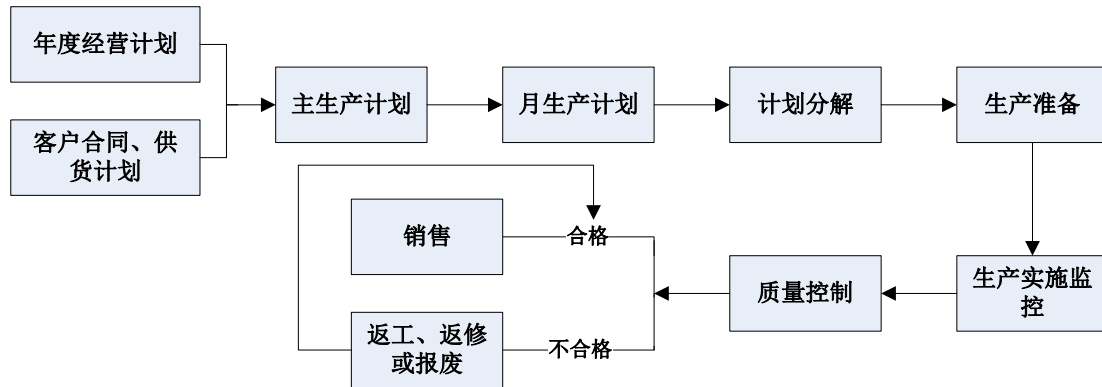 年度经营计划
客户合同、供
货计划
主生产计划
月生产计划
计划分解
生产准备
销售
合格
质量控制
生产实施监
控
返工、返修
或报废
不合格